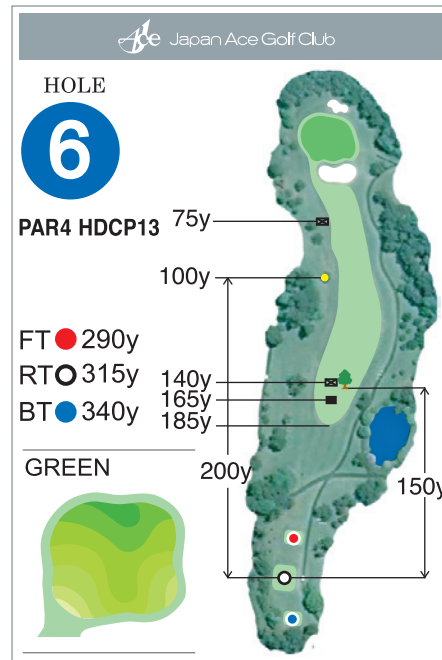 Ace Japan Ace Golf Club
HOLE
6
PAR4 HDCP13
75y
100y
FT 290y
RT 315y
BT 340y
140y
165y
185y
200y
150y
GREEN